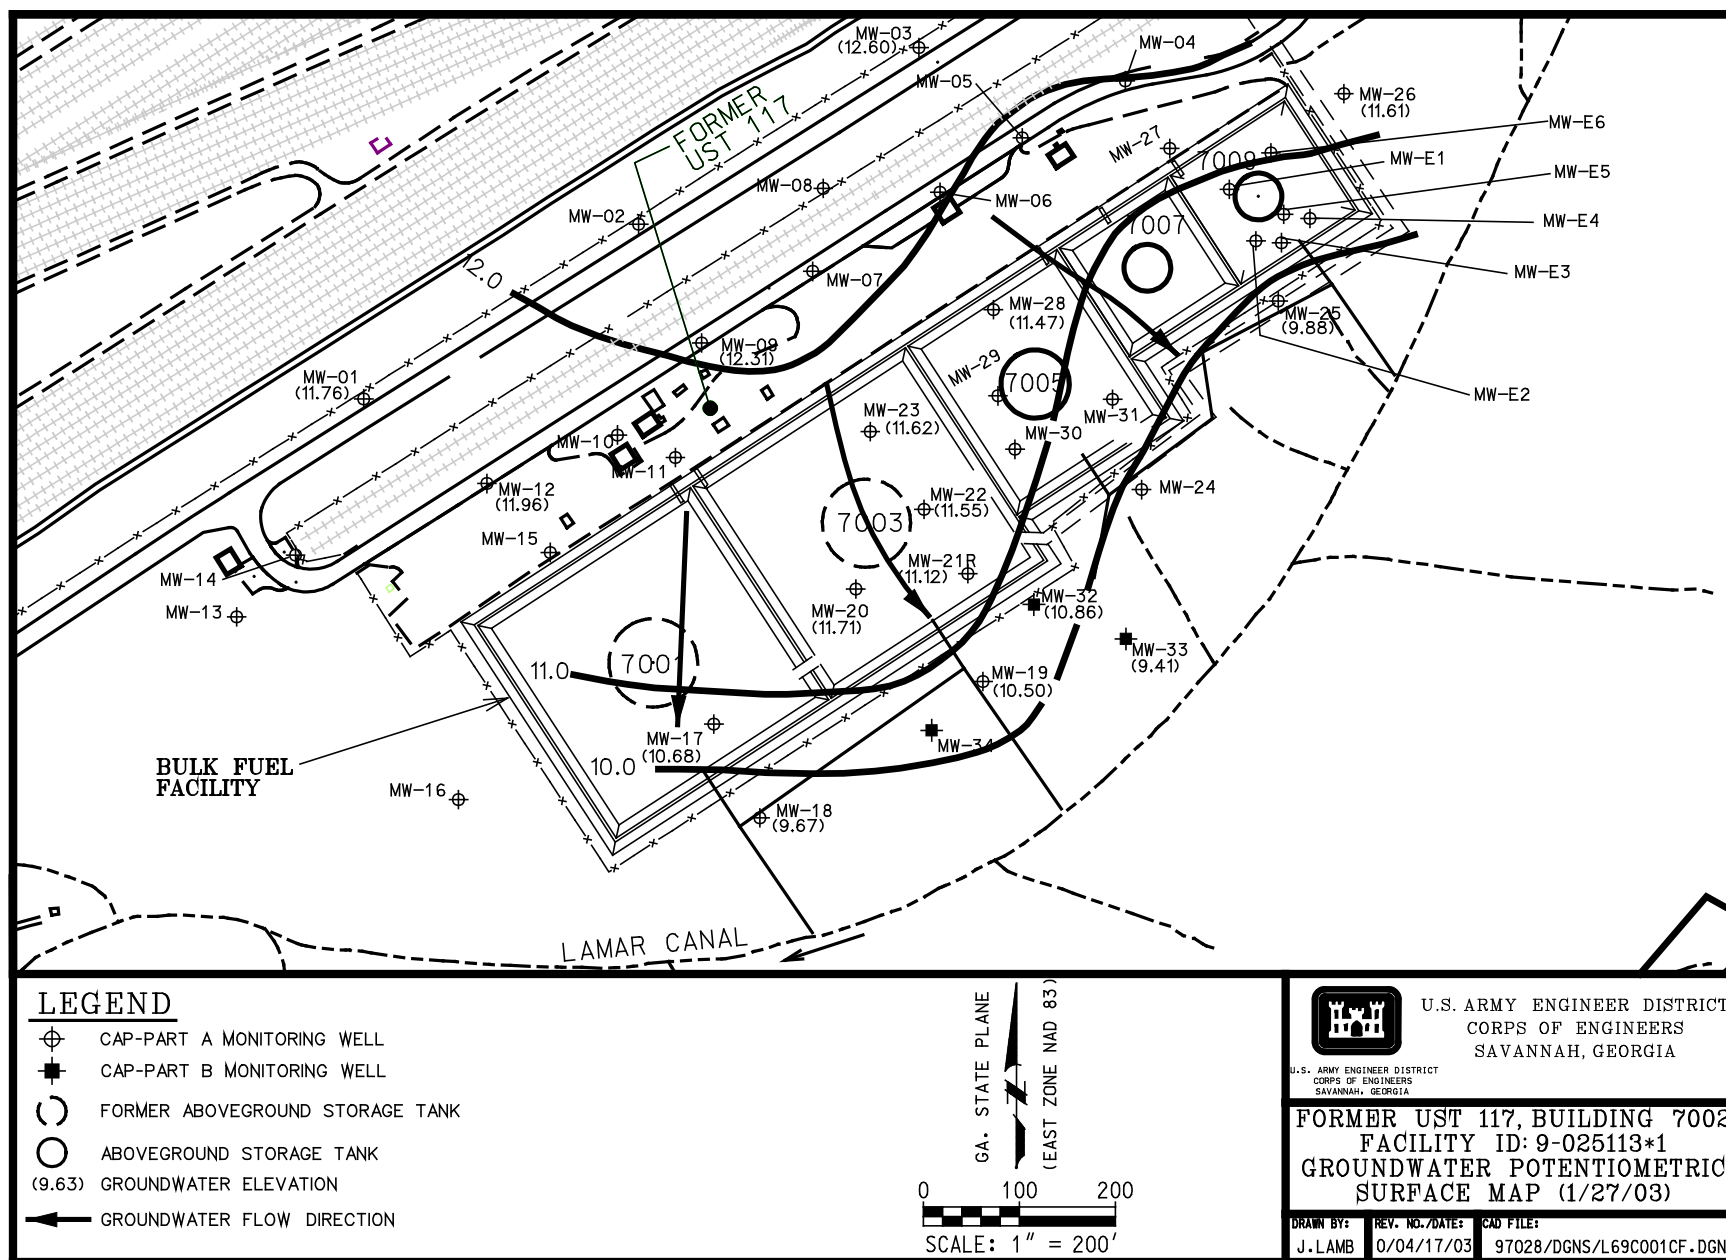 MW-03
(12.60)
MW-04
MW-05
MW-26
(11.61)
FORMER
UST 117
MW-E6
MW-27
7009
MW-E1
MW-08
MW-E5
MW-06
MW-02
7007
MW-E4
12.0
MW-07
MW-E3
MW-28
(11.47)
MW-25
(9.88)
MW-09
(12.31)
MW-29
7005
MW-01
(11.76)
MW-E2
MW-23
(11.62)
MW-31
MW-30
MW-10
MW-11
MW-12
(11.96)
MW-22
(11.55)
MW-24
7003
MW-15
MW-21R
(11.12)
MW-14
MW-13
MW-20
(11.71)
MW-32
(10.86)
MW-33
(9.41)
7001
11.0
MW-19
(10.50)
MW-17
(10.68)
MW-34
10.0
BULK FUEL
FACILITY
MW-16
MW-18
(9.67)
LAMAR CANAL
LEGEND
CAP-PART A MONITORING WELL
CAP-PART B MONITORING WELL
FORMER ABOVEGROUND STORAGE TANK
ABOVEGROUND STORAGE TANK
(9.63) GROUNDWATER ELEVATION
GROUNDWATER FLOW DIRECTION
GA. STATE PLANE
(EAST ZONE NAD 83)
0 100 200
SCALE: 1" = 200'
U.S. ARMY ENGINEER DISTRICT
CORPS OF ENGINEERS
SAVANNAH, GEORGIA
U.S. ARMY ENGINEER DISTRICT
CORPS OF ENGINEERS
SAVANNAH, GEORGIA
FORMER UST 117, BUILDING 7002
FACILITY ID: 9-025113*1
GROUNDWATER POTENTIOMETRIC
SURFACE MAP (1/27/03)
DRAWN BY:
J.LAMB
REV. NO./DATE:
0/04/17/03
CAD FILE:
97028/DGNS/L69C001CF.DGN